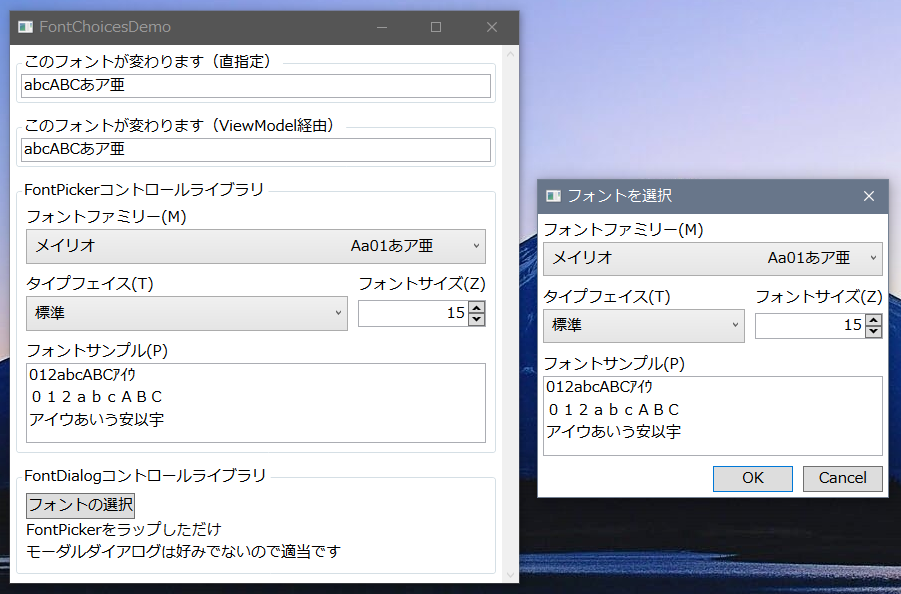 FontChoicesDemo
このフォントが変わります（直指定）
abcABCあア亜
このフォントが変わります（ViewModel経由）
abcABCあア亜
FontPickerコントロールライブラリ
フォントファミリー(M)
メイリオ Aa01あア亜
タイプフェイス(T) フォントサイズ(Z)
標準 15
フォントサンプル(P)
012abcABCｱｲｳ
０１２ａｂｃＡＢＣ
アイウあいう安以宇
FontDialogコントロールライブラリ
フォントの選択
FontPickerをラップしただけ
モーダルダイアログは好みでないので適当です
フォントを選択
フォントファミリー(M)
メイリオ Aa01あア亜
タイプフェイス(T) フォントサイズ(Z)
標準 15
フォントサンプル(P)
012abcABCｱｲｳ
０１２ａｂｃＡＢＣ
アイウあいう安以宇
OK Cancel